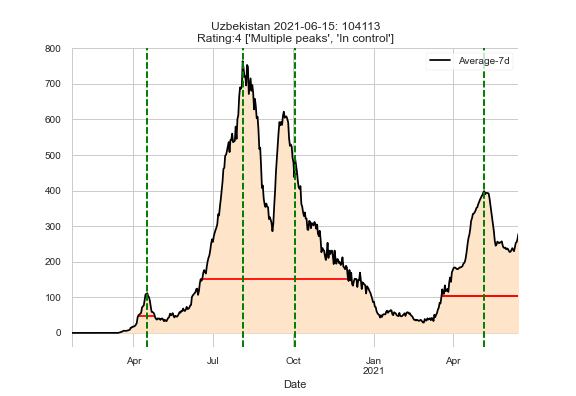 Uzbekistan 2021-06-15: 104113
Rating:4 ['Multiple peaks', 'In control']
Average-7d
800
700
600
500
400
300
200
100
0
Apr
Jul
Oct
Jan
2021
Apr
Date